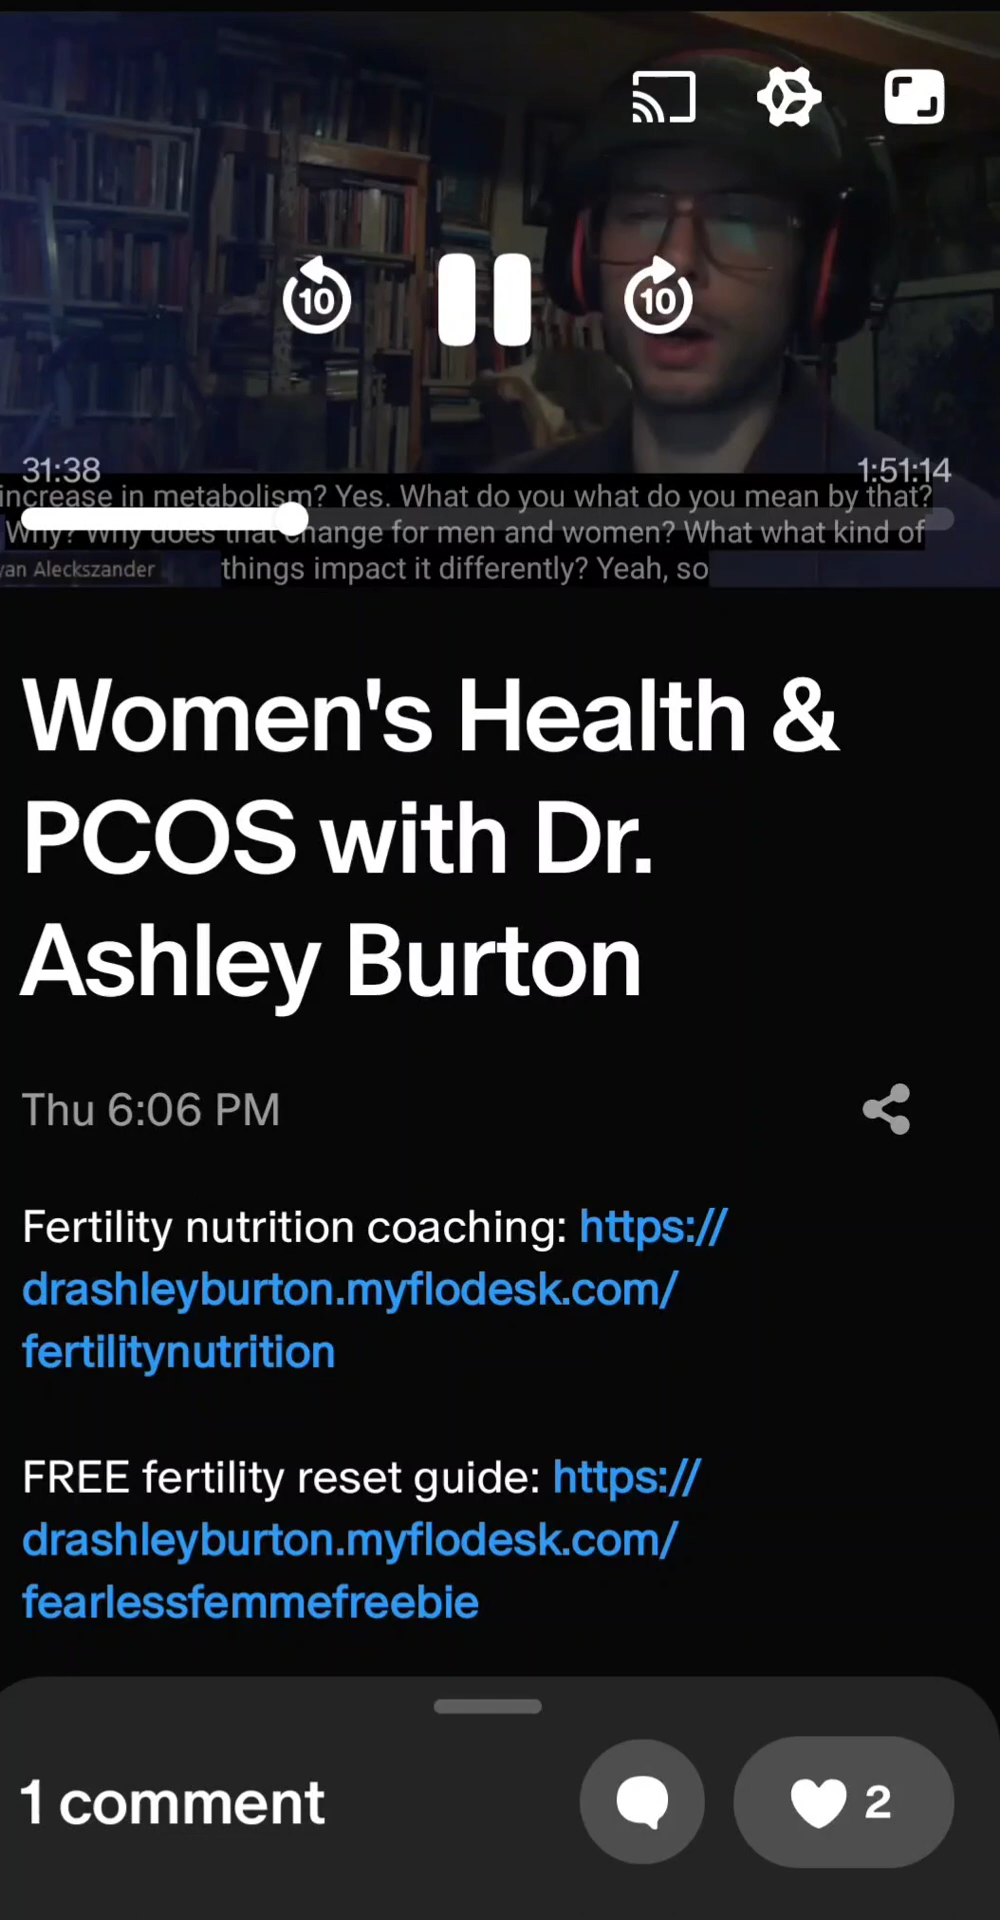 10
10
31:38
1:51:14
increase in metabolism? Yes. What do you what do you mean by that?
Why? Why does that change for men and women? What what kind of
things impact it differently? Yeah, so
van Aleckszander
Women's Health &
PCOS with Dr.
Ashley Burton
Thu 6:06 PM
Fertility nutrition coaching: https://
drashleyburton.myflodesk.com/
fertilitynutrition
FREE fertility reset guide: https://
drashleyburton.myflodesk.com/
fearlessfemmefreebie
1 comment
2